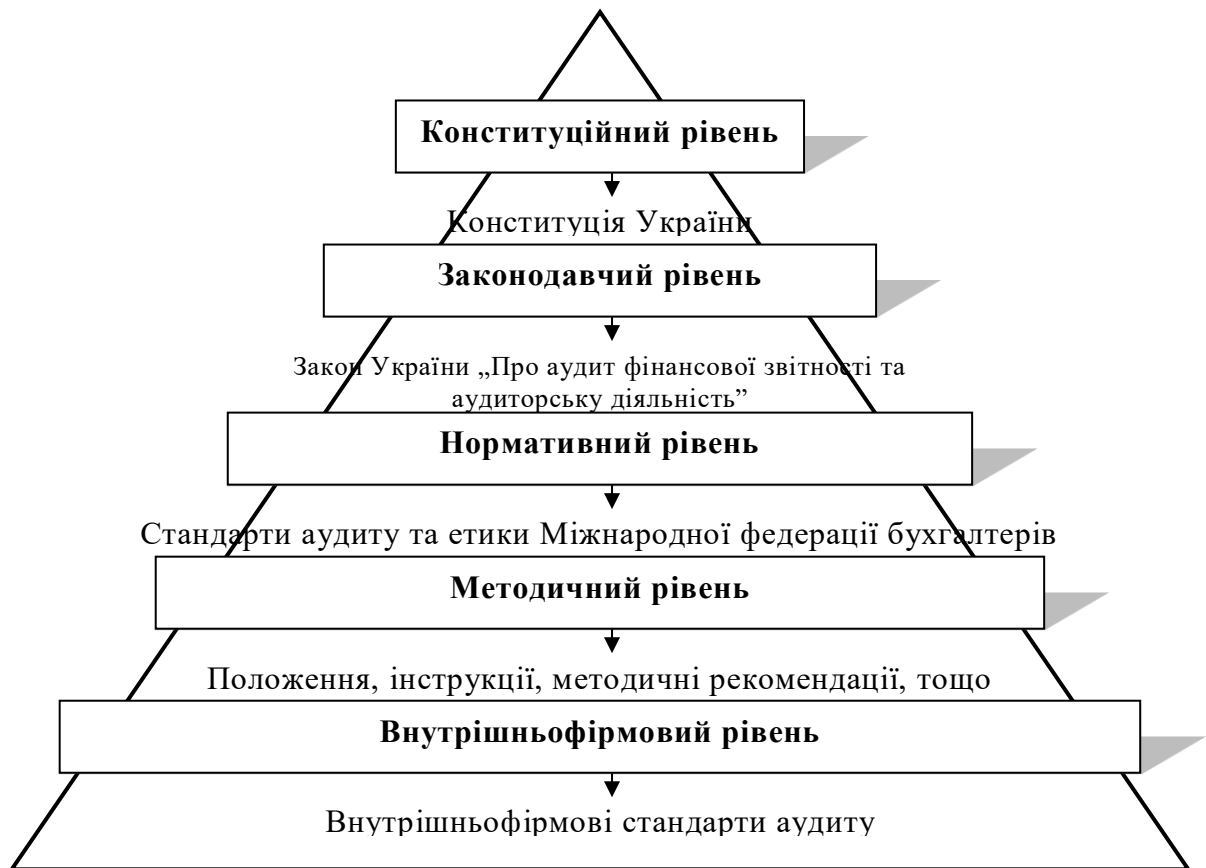 Конституційний рівень
Конституція України
Законодавчий рівень
Закон України „Про аудит фінансової звітності та
аудиторську діяльність”
Нормативний рівень
Стандарти аудиту та етики Міжнародної федерації бухгалтерів
Методичний рівень
Положення, інструкції, методичні рекомендації, тощо
Внутрішньофірмовий рівень
Внутрішньофірмові стандарти аудиту